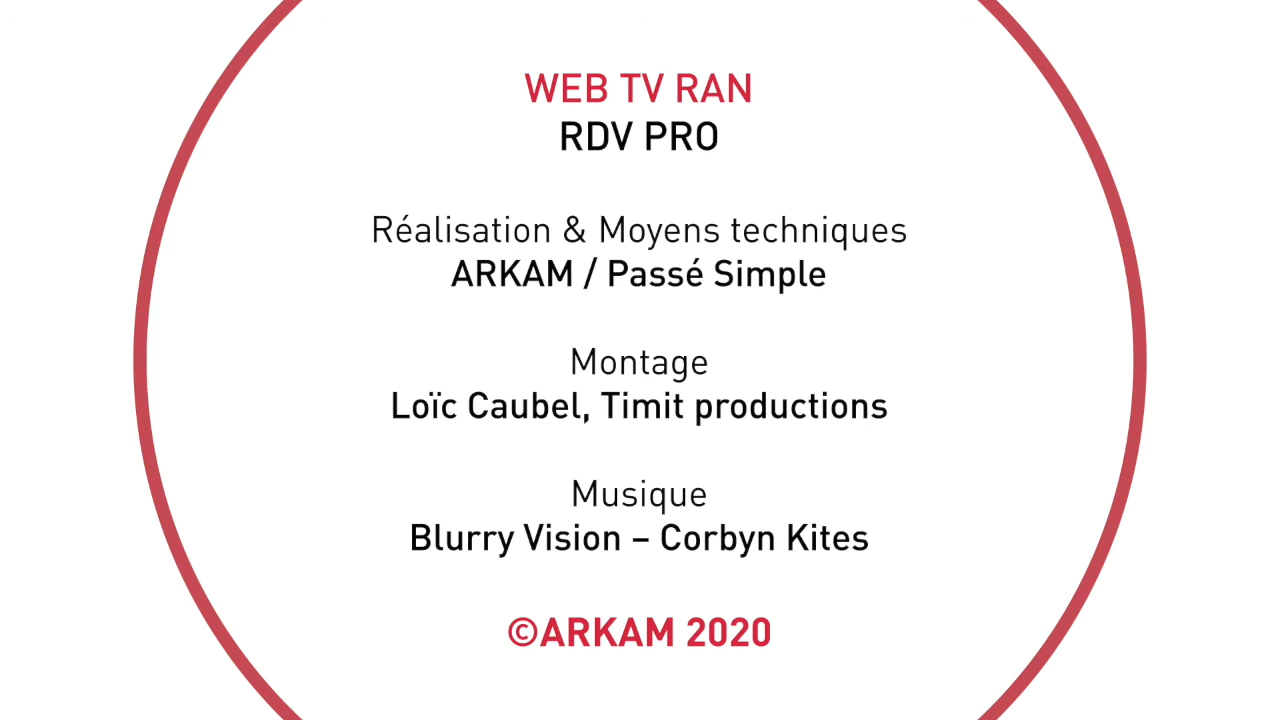 WEB TV RAN
RDV PRO
Réalisation & Moyens techniques
ARKAM / Passé Simple
Montage
Loïc Caubel, Timit productions
Musique
Blurry Vision – Corbyn Kites
©ARKAM 2020